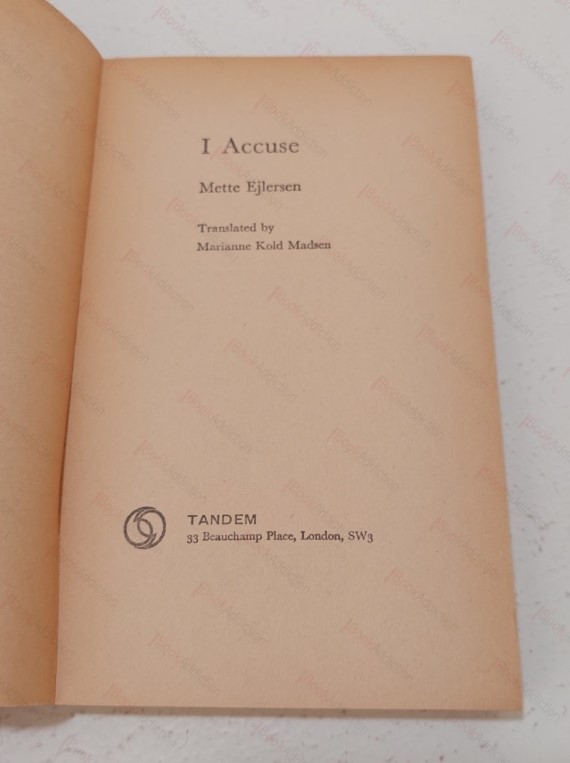 I Accuse
Mette Ejlersen
Translated by
Marianne Kold Madsen
TANDEM
33 Beauchamp Place, London, SW3